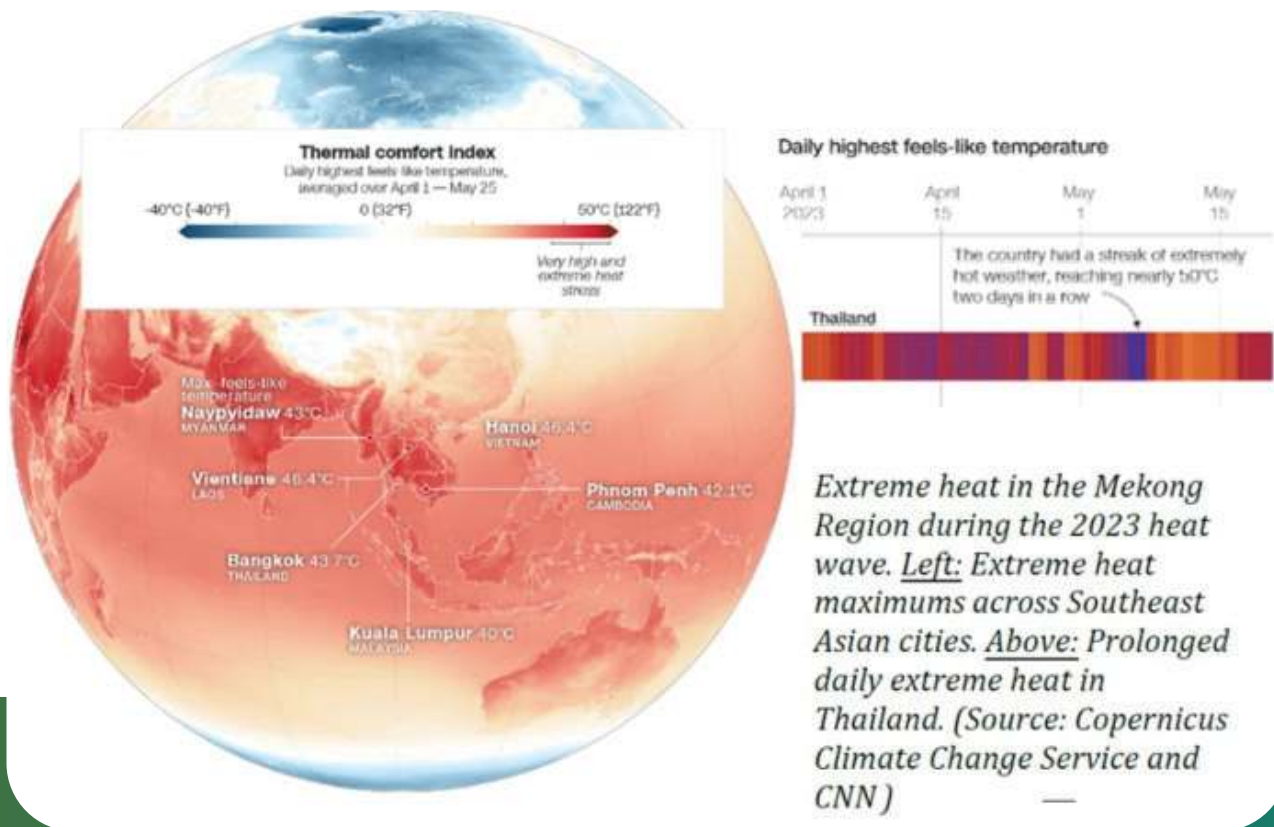 Thermal comfort index
Daily highest feels-like temperature,
averaged over April 1 — May 25
-40°C (-40°F)
0 (32°F)
50°C (122°F)
Very high and
extreme heat
stress
Max feels-like
temperature
Naypyidaw 43°C
MYANMAR
Hanoi 46.4°C
VIETNAM
Vientiane 46.4°C
LAOS
Phnom Penh 42.1°C
CAMBODIA
Bangkok 43.7°C
THAILAND
Kuala Lumpur 40°C
MALAYSIA
Daily highest feels-like temperature
April 1
2023
April
15
May
1
May
15
The country had a streak of extremely
hot weather, reaching nearly 50°C
two days in a row
Thailand
Extreme heat in the Mekong
Region during the 2023 heat
wave. Left: Extreme heat
maximums across Southeast
Asian cities. Above: Prolonged
daily extreme heat in
Thailand. (Source: Copernicus
Climate Change Service and
CNN )